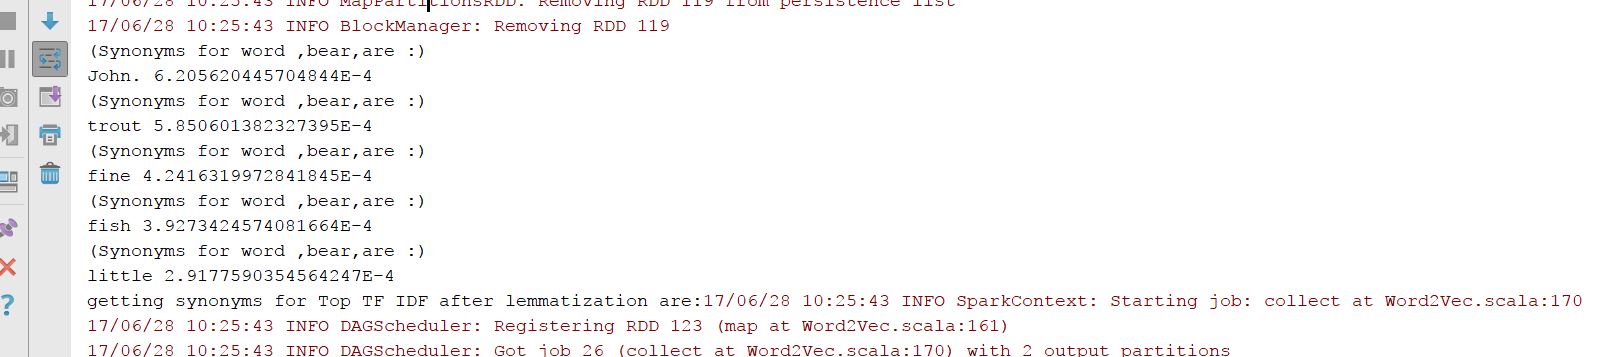 17/06/28 10:25:43 INFO MapPartitionsRDD: Removing RDD 119 from persistence list
17/06/28 10:25:43 INFO BlockManager: Removing RDD 119
(Synonyms for word ,bear,are :)
John. 6.205620445704844E-4
(Synonyms for word ,bear,are :)
trout 5.850601382327395E-4
(Synonyms for word ,bear,are :)
fine 4.2416319972841845E-4
(Synonyms for word ,bear,are :)
fish 3.9273424574081664E-4
(Synonyms for word ,bear,are :)
little 2.9177590354564247E-4
getting synonyms for Top TF IDF after lemmatization are:17/06/28 10:25:43 INFO SparkContext: Starting job: collect at Word2Vec.scala:170
17/06/28 10:25:43 INFO DAGScheduler: Registering RDD 123 (map at Word2Vec.scala:161)
17/06/28 10:25:43 INFO DAGScheduler: Got job 26 (collect at Word2Vec.scala:170) with 2 output partitions